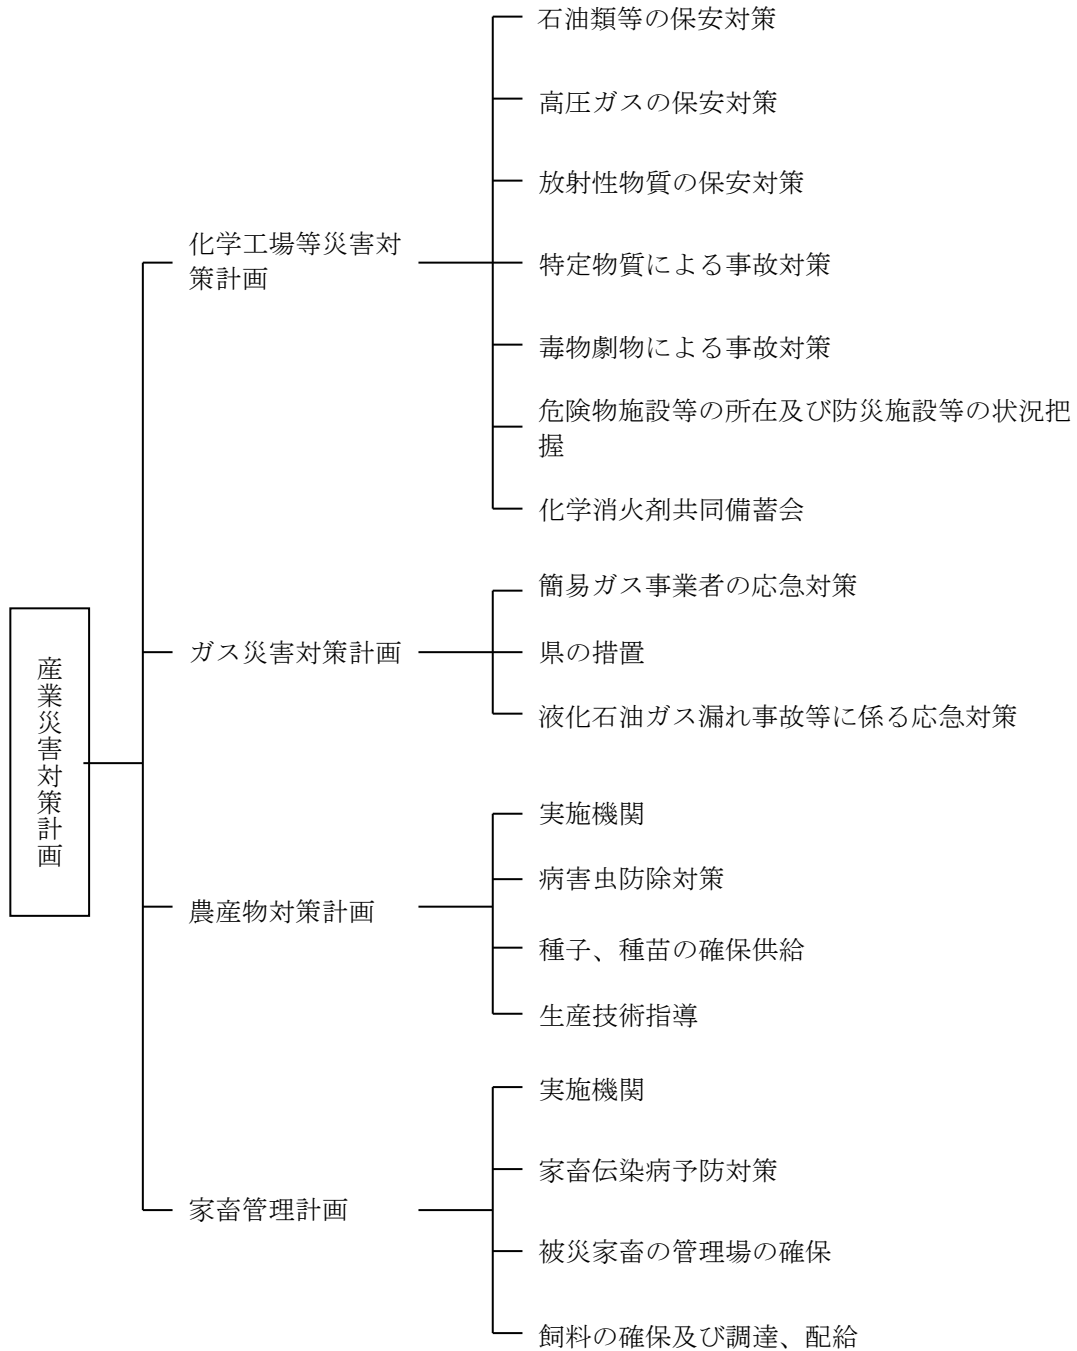 産業災害対策計画
化学工場等災害対
策計画
石油類等の保安対策
高圧ガスの保安対策
放射性物質の保安対策
特定物質による事故対策
毒物劇物による事故対策
危険物施設等の所在及び防災施設等の状況把
握
化学消火剤共同備蓄会
ガス災害対策計画
簡易ガス事業者の応急対策
県の措置
液化石油ガス漏れ事故等に係る応急対策
農産物対策計画
実施機関
病害虫防除対策
種子、種苗の確保供給
生産技術指導
家畜管理計画
実施機関
家畜伝染病予防対策
被災家畜の管理場の確保
飼料の確保及び調達、配給